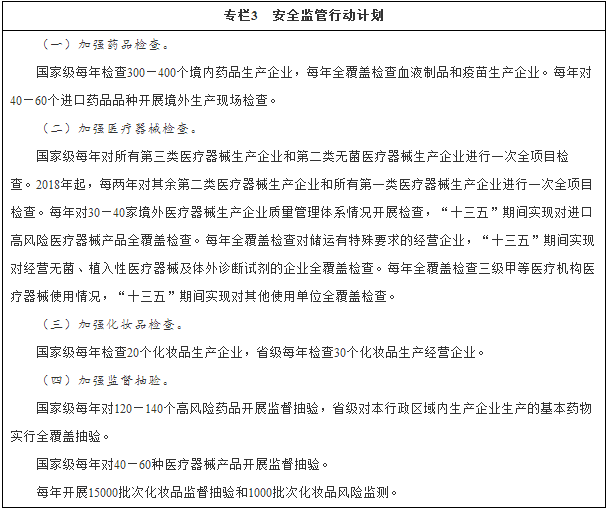 专栏3　安全监管行动计划
（一）加强药品检查。
国家级每年检查300－400个境内药品生产企业，每年全覆盖检查血液制品和疫苗生产企业。每年对
40－60个进口药品品种开展境外生产现场检查。
（二）加强医疗器械检查。
国家级每年对所有第三类医疗器械生产企业和第二类无菌医疗器械生产企业进行一次全项目检
查。2018年起，每两年对其余第二类医疗器械生产企业和所有第一类医疗器械生产企业进行一次全项目
检查。每年对30－40家境外医疗器械生产企业质量管理体系情况开展检查，“十三五”期间实现对进口
高风险医疗器械产品全覆盖检查。每年全覆盖检查对储运有特殊要求的经营企业，“十三五”期间实现
对经营无菌、植入性医疗器械及体外诊断试剂的企业全覆盖检查。每年全覆盖检查三级甲等医疗机构医
疗器械使用情况，“十三五”期间实现对其他使用单位全覆盖检查。
（三）加强化妆品检查。
国家级每年检查20个化妆品生产企业，省级每年检查30个化妆品生产经营企业。
（四）加强监督抽验。
国家级每年对120－140个高风险药品开展监督抽验，省级对本行政区域内生产企业生产的基本药物
实行全覆盖抽验。
国家级每年对40－60种医疗器械产品开展监督抽验。
每年开展15000批次化妆品监督抽验和1000批次化妆品风险监测。